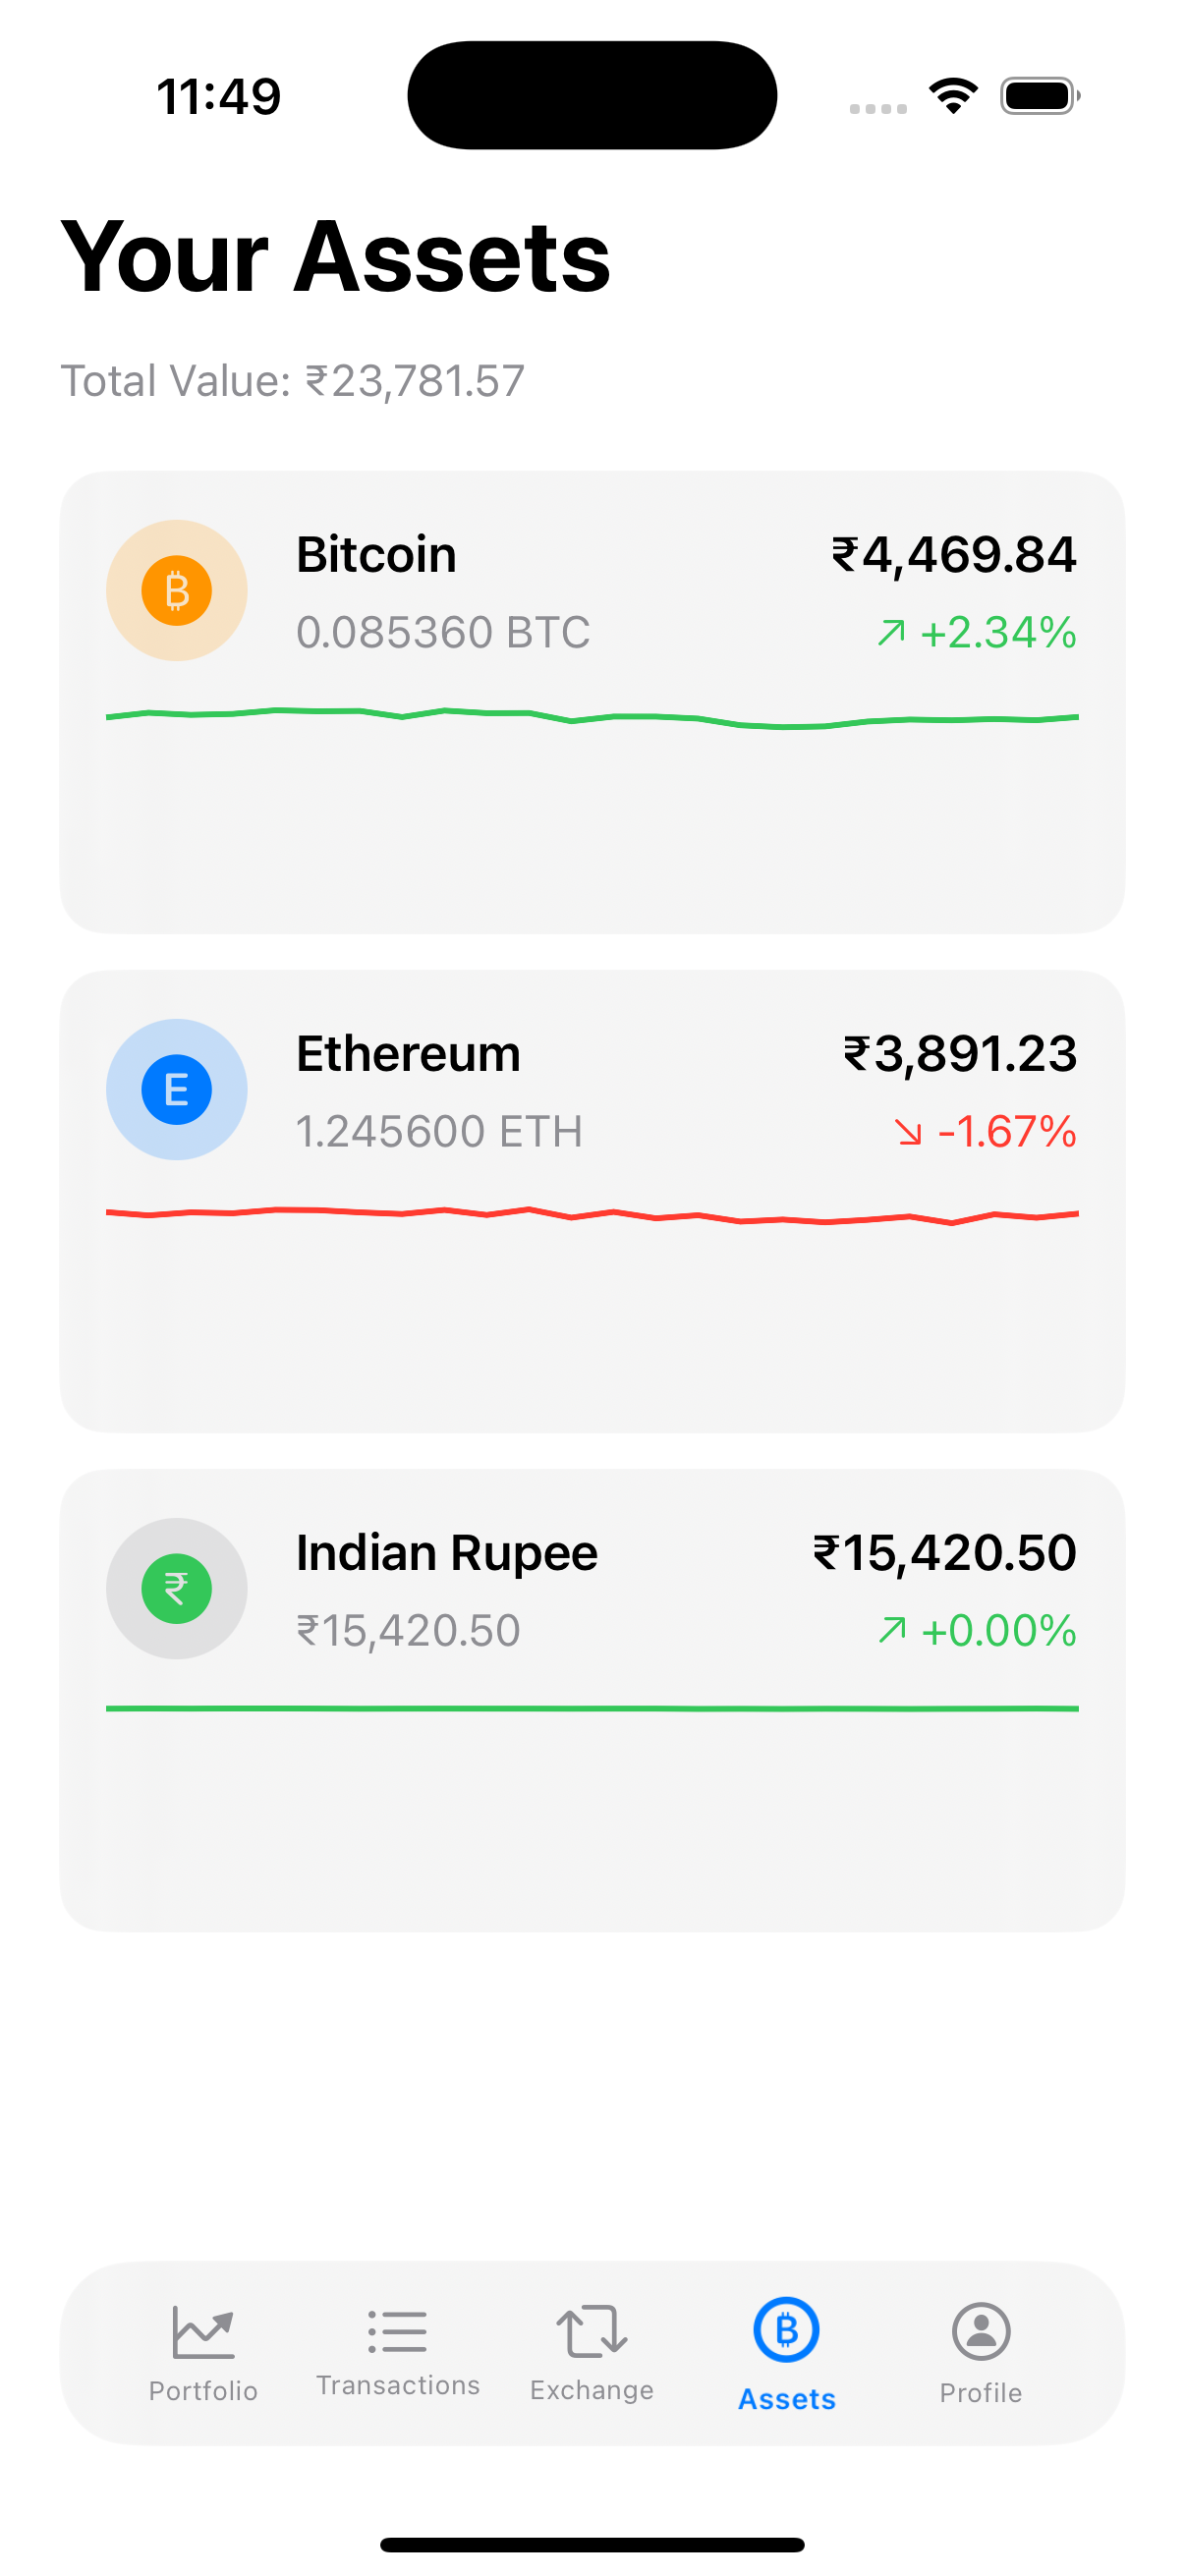 11:49
Your Assets
Total Value: ₹23,781.57
₿
Bitcoin
₹4,469.84
0.085360 BTC
↗ +2.34%
E
Ethereum
₹3,891.23
1.245600 ETH
↘ -1.67%
₹
Indian Rupee
₹15,420.50
₹15,420.50
↗ +0.00%
₿
Portfolio
Transactions
Exchange
Assets
Profile